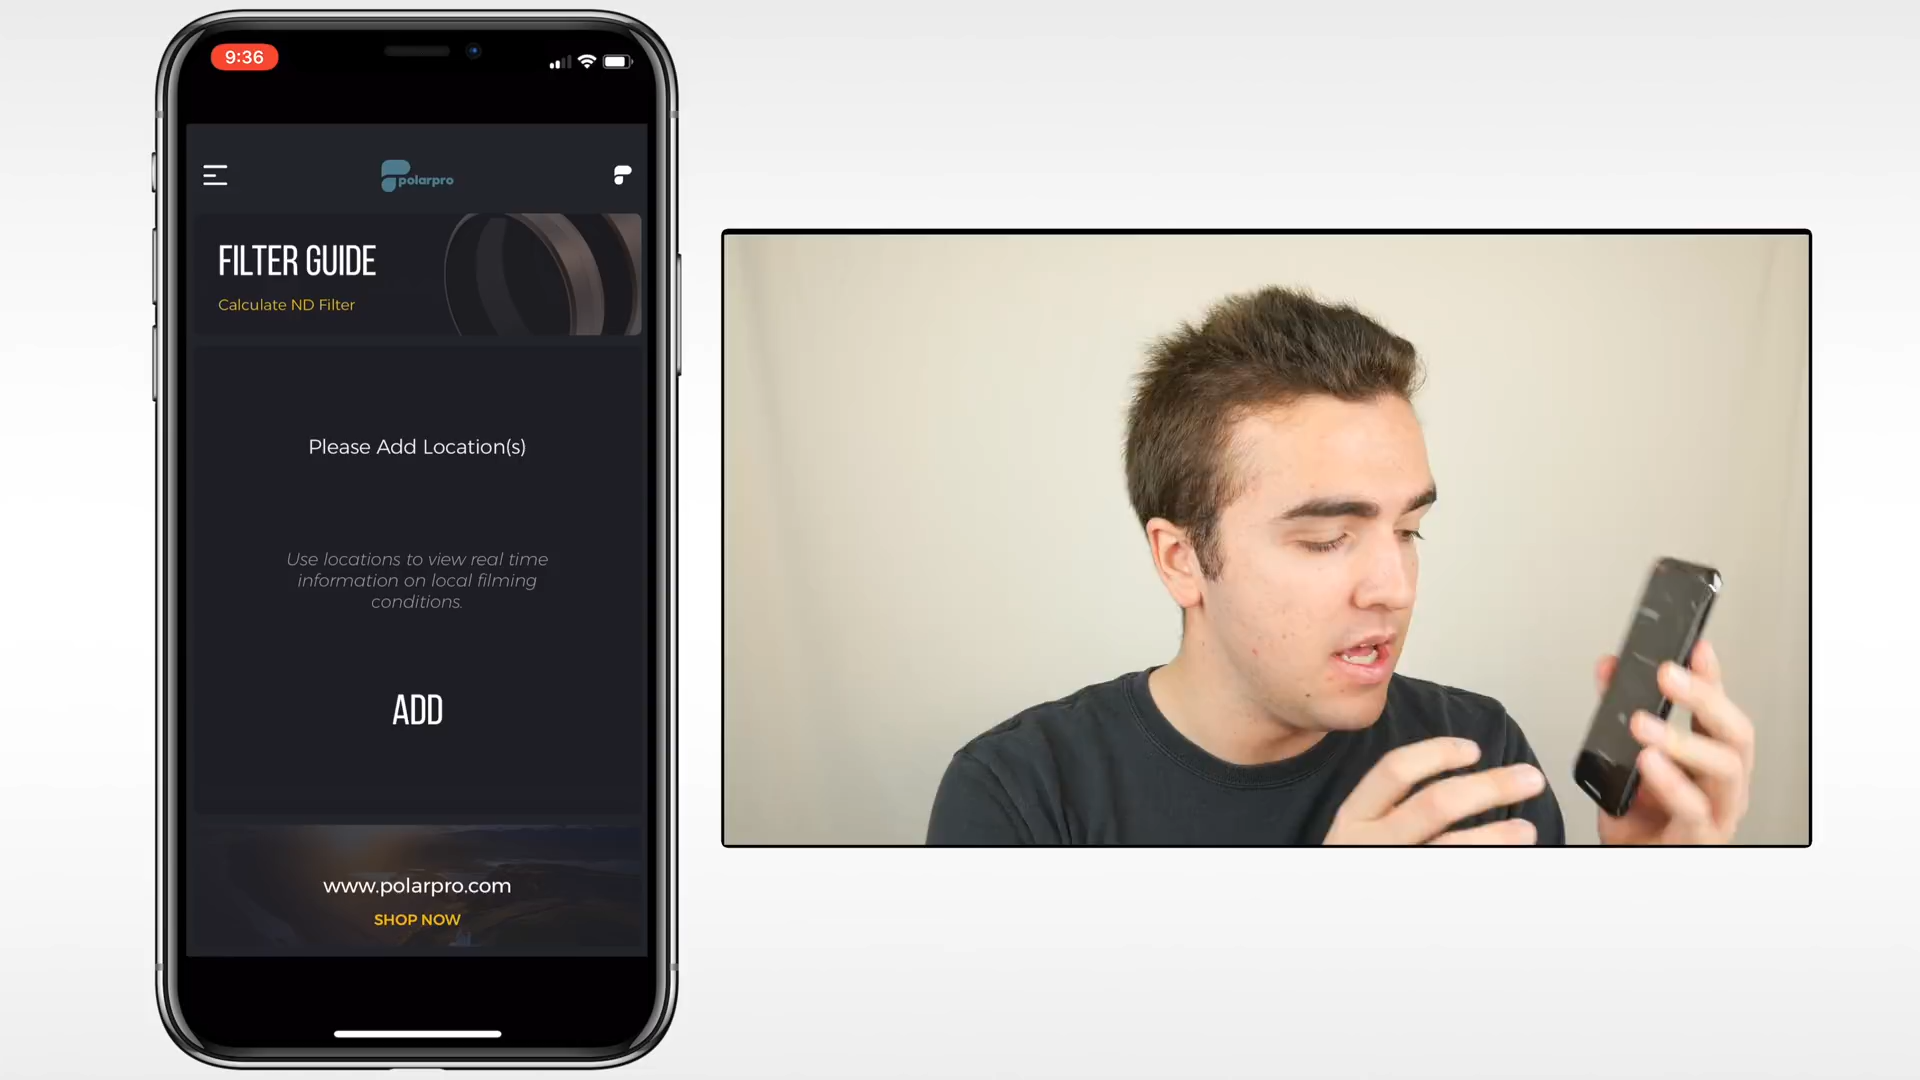 9:36
polarpro
FILTER GUIDE
Calculate ND Filter
Please Add Location(s)
Use locations to view real time
information on local filming
conditions.
ADD
www.polarpro.com
SHOP NOW